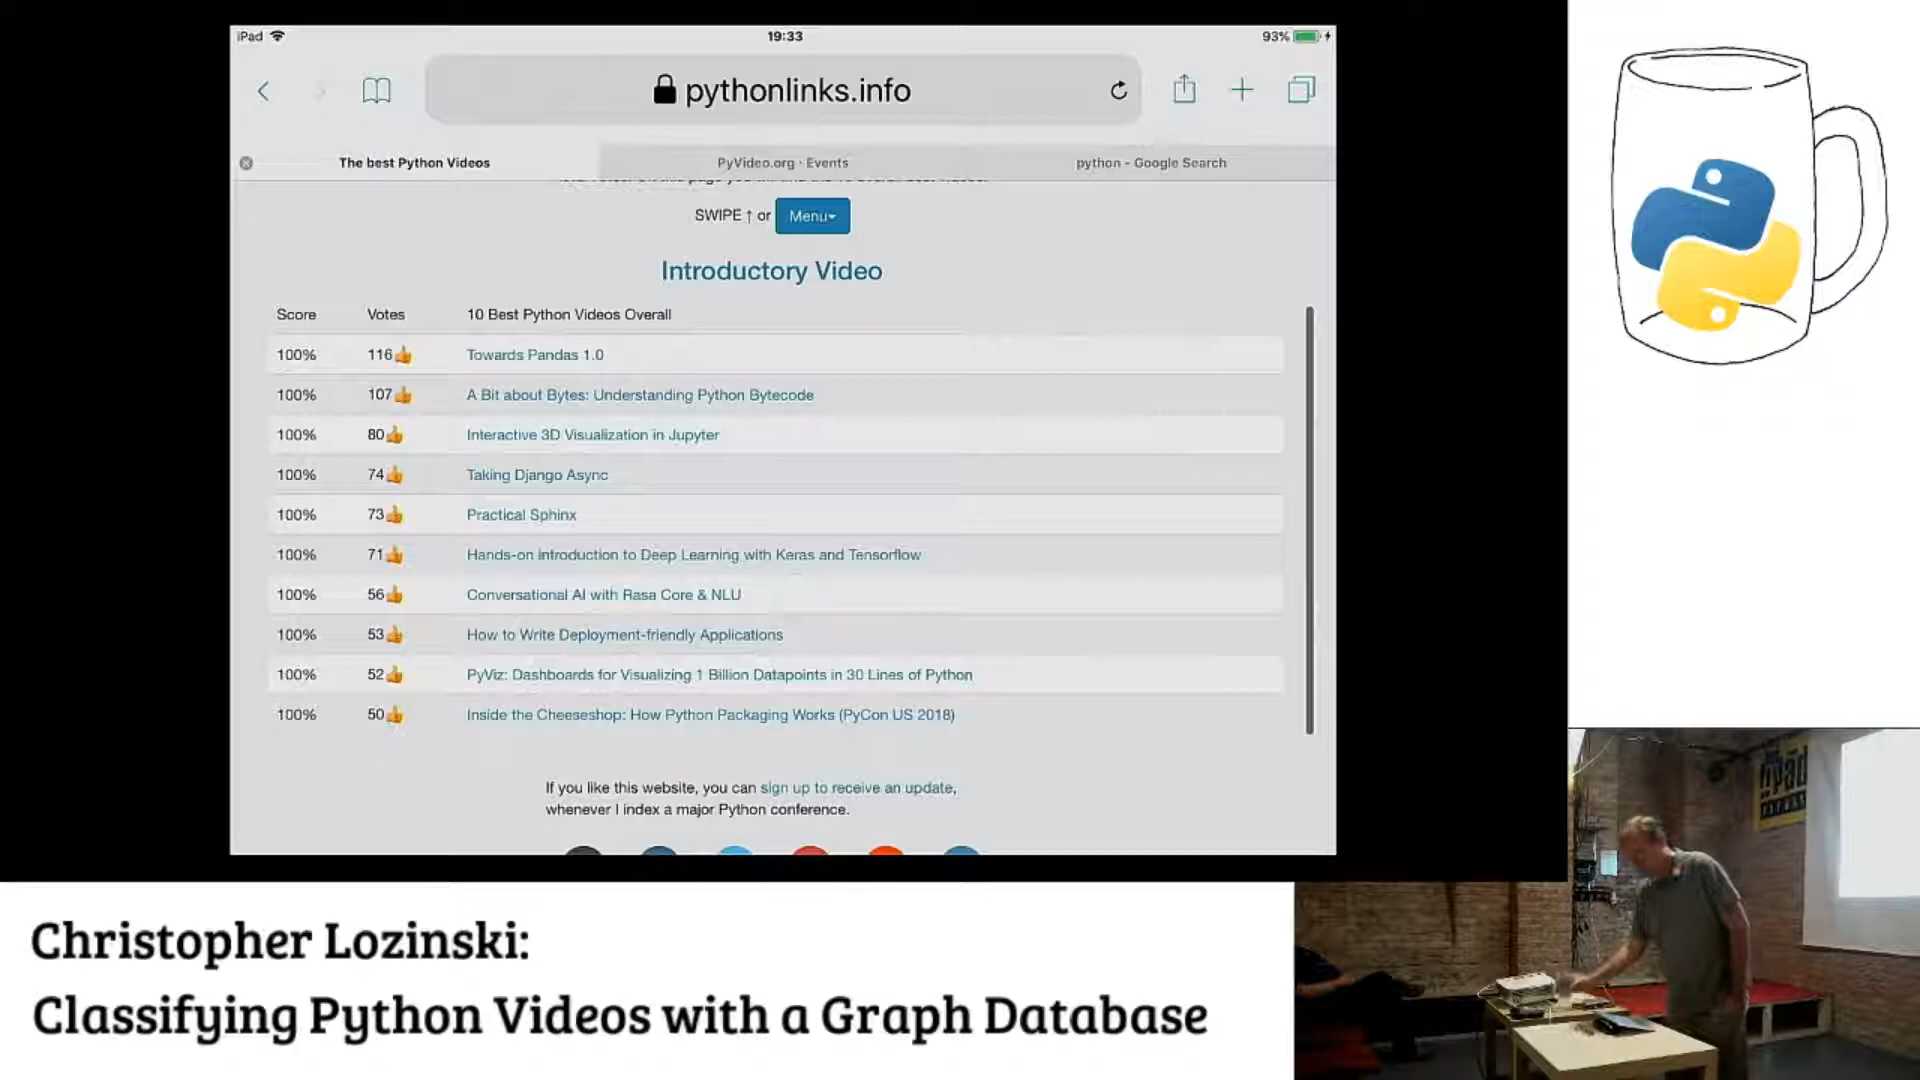 iPad
19:33
93%
pythonlinks.info
The best Python Videos
PyVideo.org · Events
python - Google Search
SWIPE ↑ or Menu
Introductory Video
Score Votes 10 Best Python Videos Overall
100% 116👍 Towards Pandas 1.0
100% 107👍 A Bit about Bytes: Understanding Python Bytecode
100% 80👍 Interactive 3D Visualization in Jupyter
100% 74👍 Taking Django Async
100% 73👍 Practical Sphinx
100% 71👍 Hands-on introduction to Deep Learning with Keras and Tensorflow
100% 56👍 Conversational AI with Rasa Core & NLU
100% 53👍 How to Write Deployment-friendly Applications
100% 52👍 PyViz: Dashboards for Visualizing 1 Billion Datapoints in 30 Lines of Python
100% 50👍 Inside the Cheeseshop: How Python Packaging Works (PyCon US 2018)
If you like this website, you can sign up to receive an update,
whenever I index a major Python conference.
Christopher Lozinski:
Classifying Python Videos with a Graph Database